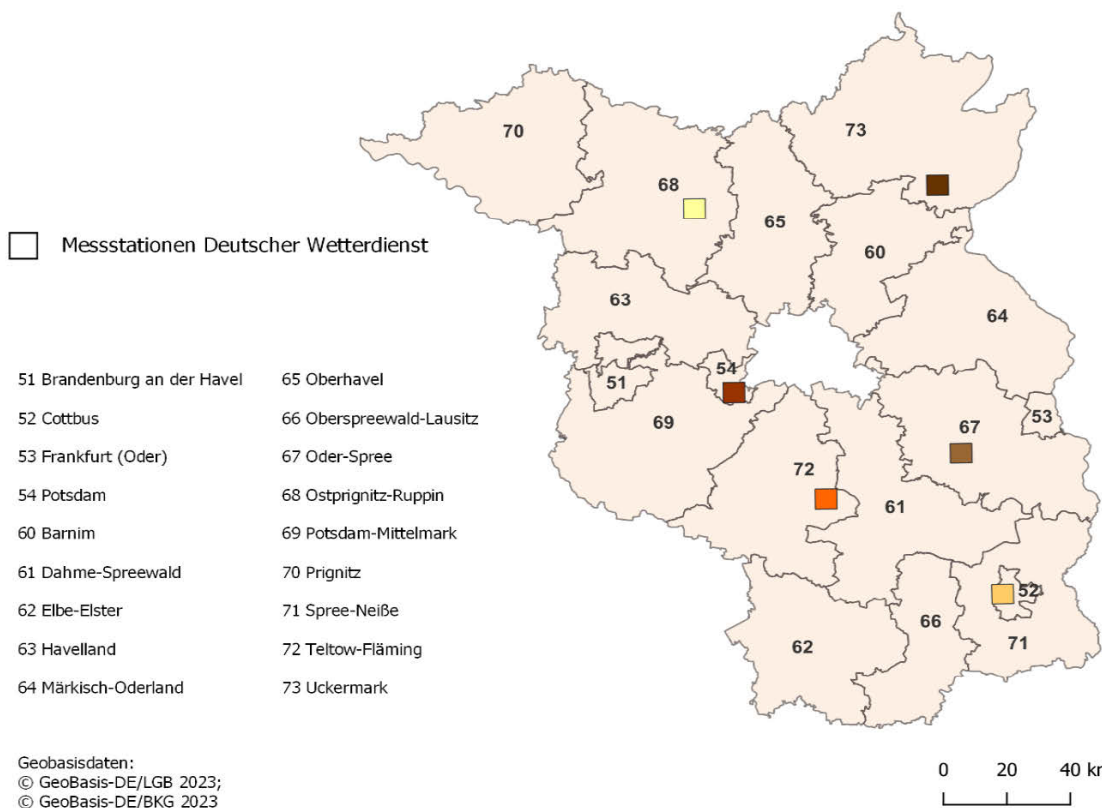 70
73
68
65
60
Messstationen Deutscher Wetterdienst
63
64
54
51 Brandenburg an der Havel 65 Oberhavel
51
52 Cottbus 66 Oberspreewald-Lausitz
53
69
67
53 Frankfurt (Oder) 67 Oder-Spree
72
54 Potsdam 68 Ostprignitz-Ruppin
61
60 Barnim 69 Potsdam-Mittelmark
61 Dahme-Spreewald 70 Prignitz
52
62 Elbe-Elster 71 Spree-Neiße
66
71
62
63 Havelland 72 Teltow-Fläming
64 Märkisch-Oderland 73 Uckermark
Geobasisdaten:
© GeoBasis-DE/LGB 2023;
© GeoBasis-DE/BKG 2023
0 20 40 km